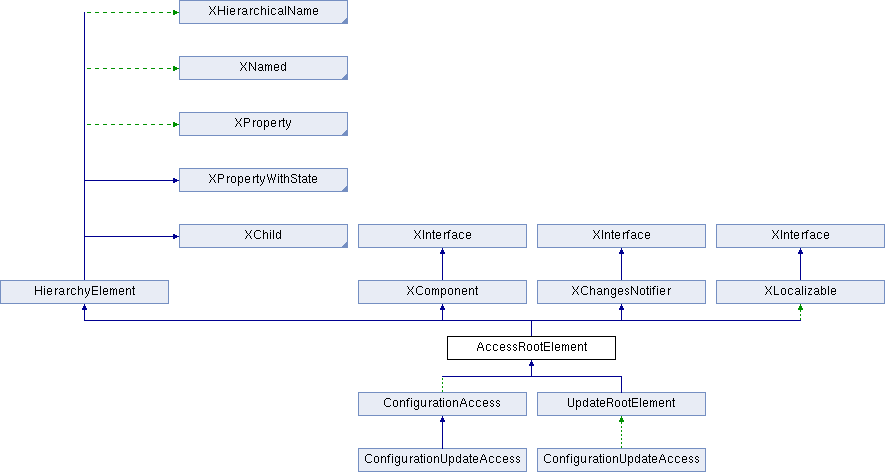 XHierarchicalName
XNamed
XProperty
XPropertyWithState
XChild
XInterface
XInterface
XInterface
HierarchyElement
XComponent
XChangesNotifier
XLocalizable
AccessRootElement
ConfigurationAccess
UpdateRootElement
ConfigurationUpdateAccess
ConfigurationUpdateAccess